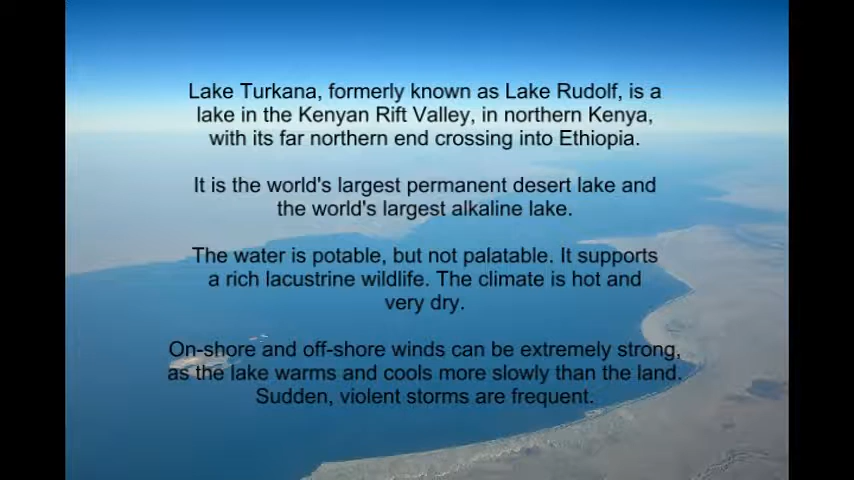 Lake Turkana, formerly known as Lake Rudolf, is a
lake in the Kenyan Rift Valley, in northern Kenya,
with its far northern end crossing into Ethiopia.
It is the world's largest permanent desert lake and
the world's largest alkaline lake.
The water is potable, but not palatable. It supports
a rich lacustrine wildlife. The climate is hot and
very dry.
On-shore and off-shore winds can be extremely strong,
as the lake warms and cools more slowly than the land.
Sudden, violent storms are frequent.